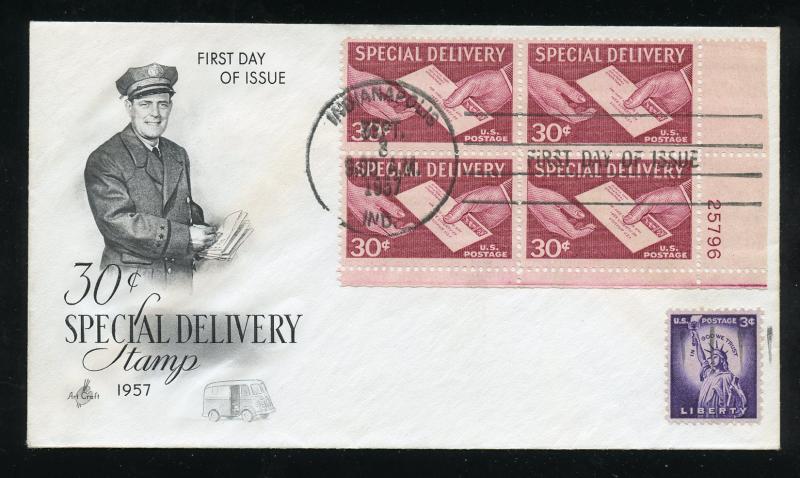 FIRST DAY
OF ISSUE
30¢
SPECIAL DELIVERY
Stamp
1957
Art Craft
SPECIAL DELIVERY
30¢
U.S.
POSTAGE
SPECIAL DELIVERY
30¢
U.S.
POSTAGE
SPECIAL DELIVERY
30¢
U.S.
POSTAGE
SPECIAL DELIVERY
30¢
U.S.
POSTAGE
INDIANAPOLIS
SEPT.
3
A.M.
1957
IND.
FIRST DAY OF ISSUE
25796
U.S. POSTAGE 3¢
IN GOD WE TRUST
LIBERTY